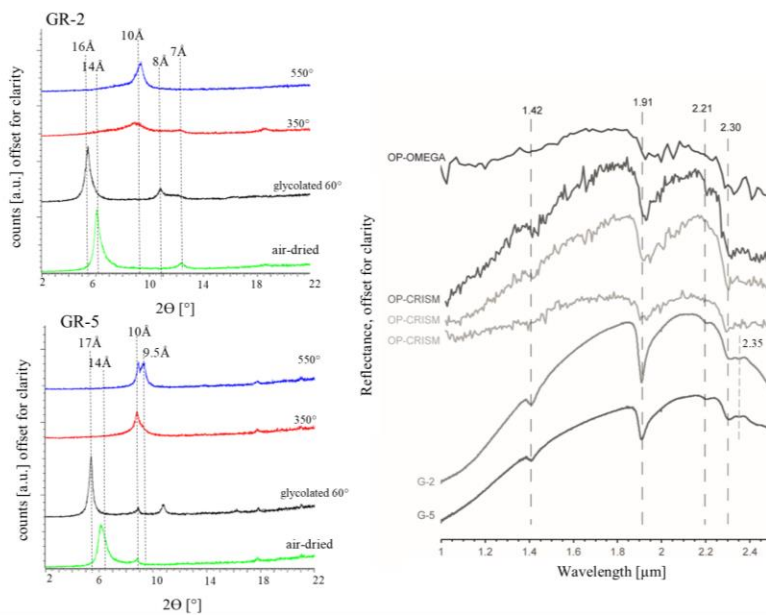 GR-2
16Å
14Å
10Å
8Å
7Å
550°
350°
glycolated 60°
air-dried
counts [a.u.] offset for clarity
2 6 10 14 18 22
2Θ [°]
GR-5
17Å
14Å
10Å
9.5Å
550°
350°
glycolated 60°
air-dried
counts [a.u.] offset for clarity
2 6 10 14 18 22
2Θ [°]
1.42
1.91
2.21
2.30
OP-OMEGA
OP-CRISM
OP-CRISM
OP-CRISM
2.35
G-2
G-5
Reflectance, offset for clarity
1 1.2 1.4 1.6 1.8 2 2.2 2.4
Wavelength [µm]